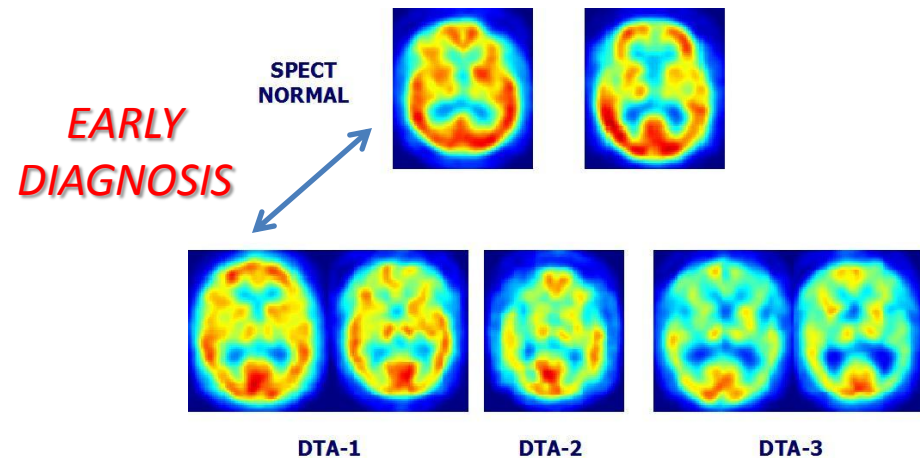 SPECT
NORMAL
EARLY
DIAGNOSIS
DTA-1
DTA-2
DTA-3